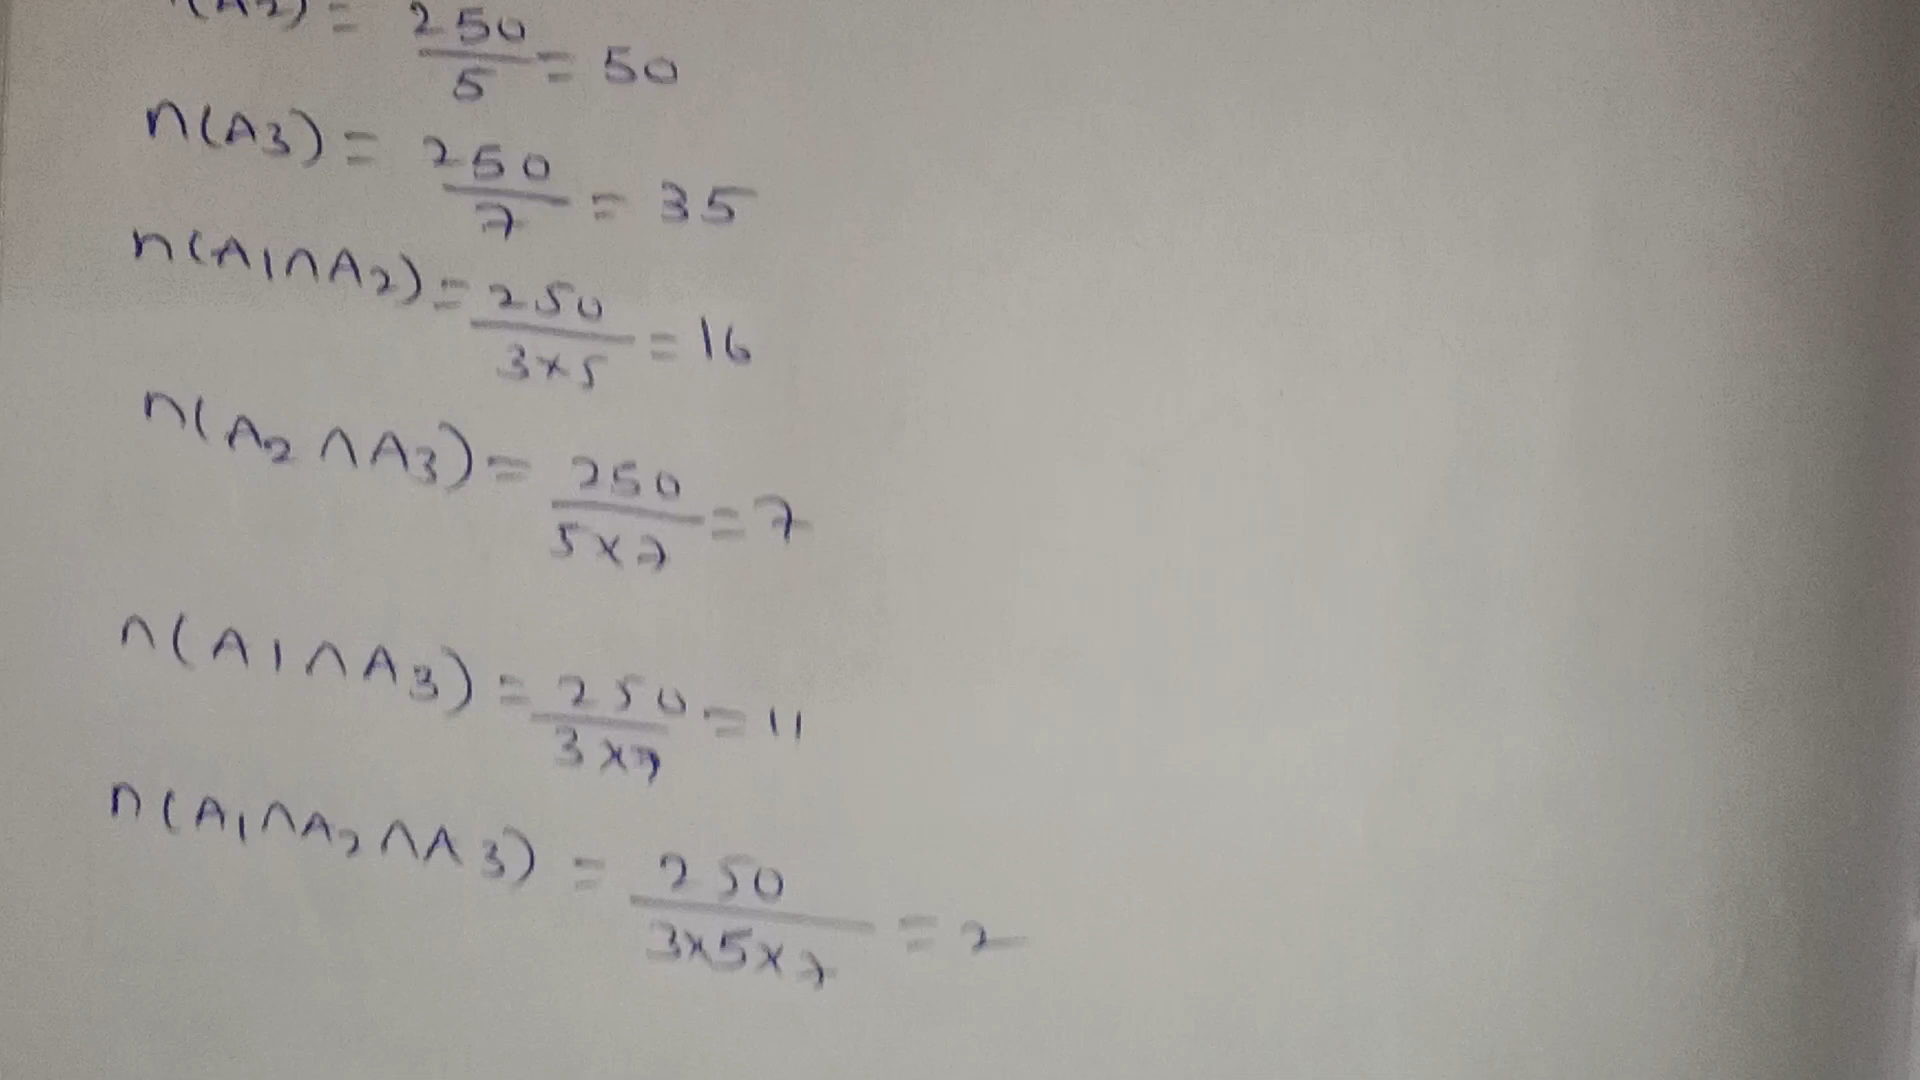 n(A2) = 250/5 = 50
n(A3) = 250/7 = 35
n(A1∩A2) = 250/3×5 = 16
n(A2∩A3) = 250/5×7 = 7
n(A1∩A3) = 250/3×7 = 11
n(A1∩A2∩A3) = 250/3×5×7 = 2